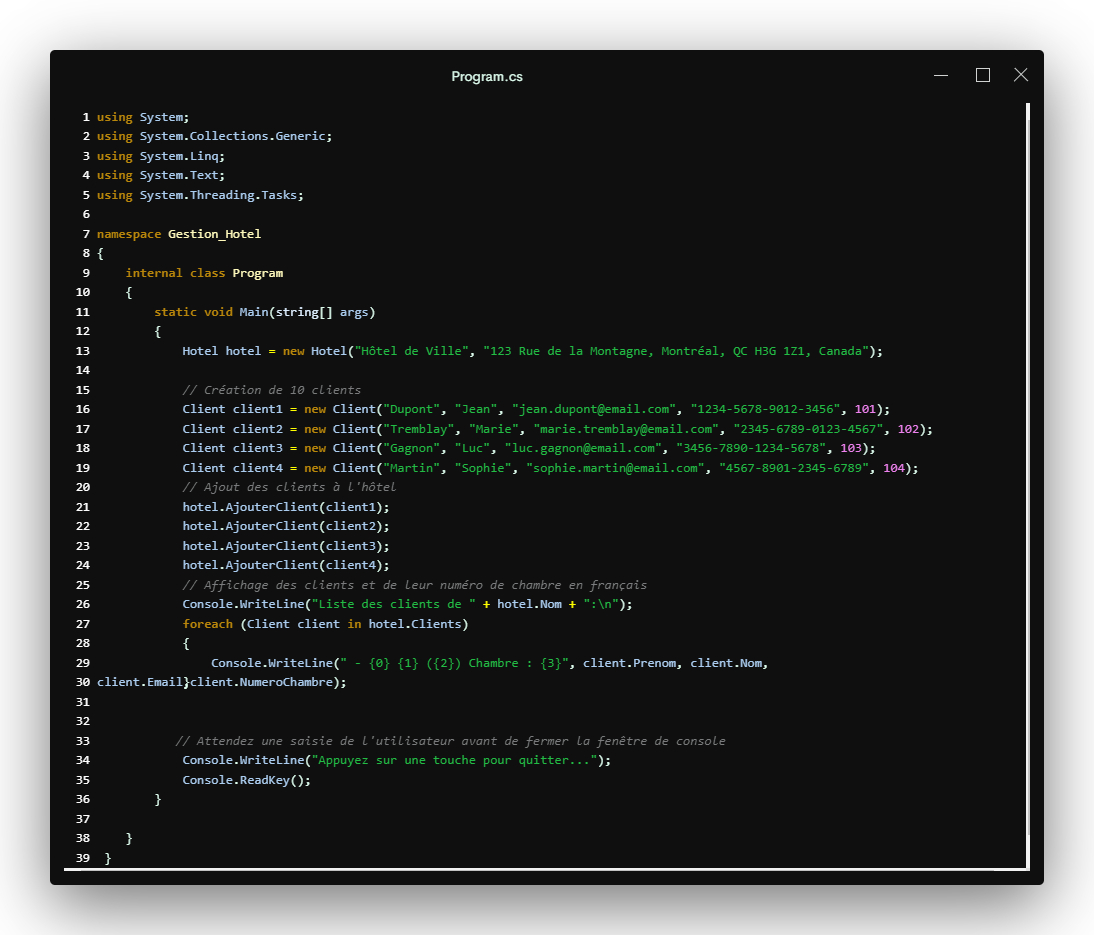 Program.cs
1 using System;
2 using System.Collections.Generic;
3 using System.Linq;
4 using System.Text;
5 using System.Threading.Tasks;
6
7 namespace Gestion_Hotel
8 {
9     internal class Program
10     {
11         static void Main(string[] args)
12         {
13             Hotel hotel = new Hotel("Hôtel de Ville", "123 Rue de la Montagne, Montréal, QC H3G 1Z1, Canada");
14
15             // Création de 10 clients
16             Client client1 = new Client("Dupont", "Jean", "jean.dupont@email.com", "1234-5678-9012-3456", 101);
17             Client client2 = new Client("Tremblay", "Marie", "marie.tremblay@email.com", "2345-6789-0123-4567", 102);
18             Client client3 = new Client("Gagnon", "Luc", "luc.gagnon@email.com", "3456-7890-1234-5678", 103);
19             Client client4 = new Client("Martin", "Sophie", "sophie.martin@email.com", "4567-8901-2345-6789", 104);
20             // Ajout des clients à l'hôtel
21             hotel.AjouterClient(client1);
22             hotel.AjouterClient(client2);
23             hotel.AjouterClient(client3);
24             hotel.AjouterClient(client4);
25             // Affichage des clients et de leur numéro de chambre en français
26             Console.WriteLine("Liste des clients de " + hotel.Nom + ":\n");
27             foreach (Client client in hotel.Clients)
28             {
29                 Console.WriteLine(" - {0} {1} ({2}) Chambre : {3}", client.Prenom, client.Nom,
30 client.Email}client.NumeroChambre);
31
32
33            // Attendez une saisie de l'utilisateur avant de fermer la fenêtre de console
34             Console.WriteLine("Appuyez sur une touche pour quitter...");
35             Console.ReadKey();
36         }
37
38     }
39  }